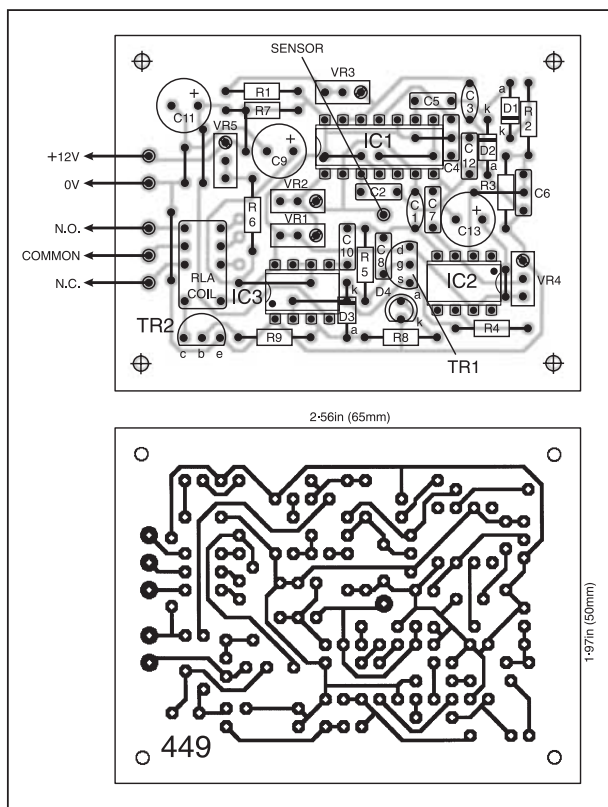 SENSOR
VR3
R1
R7
C11
VR5
C9
IC1
C5
C3
a
D1
k
R2
C4
C12
k
D2
a
+12V
0V
N.O.
COMMON
N.C.
R6
VR2
VR1
C2
C1
C7
C13
R3
C6
C10
R5
C8
d
g
s
RLA
COIL
IC3
k
D3
a
D4
a
k
IC2
VR4
TR2
c b e
R9
R8
R4
TR1
2·56in (65mm)
1·97in (50mm)
449